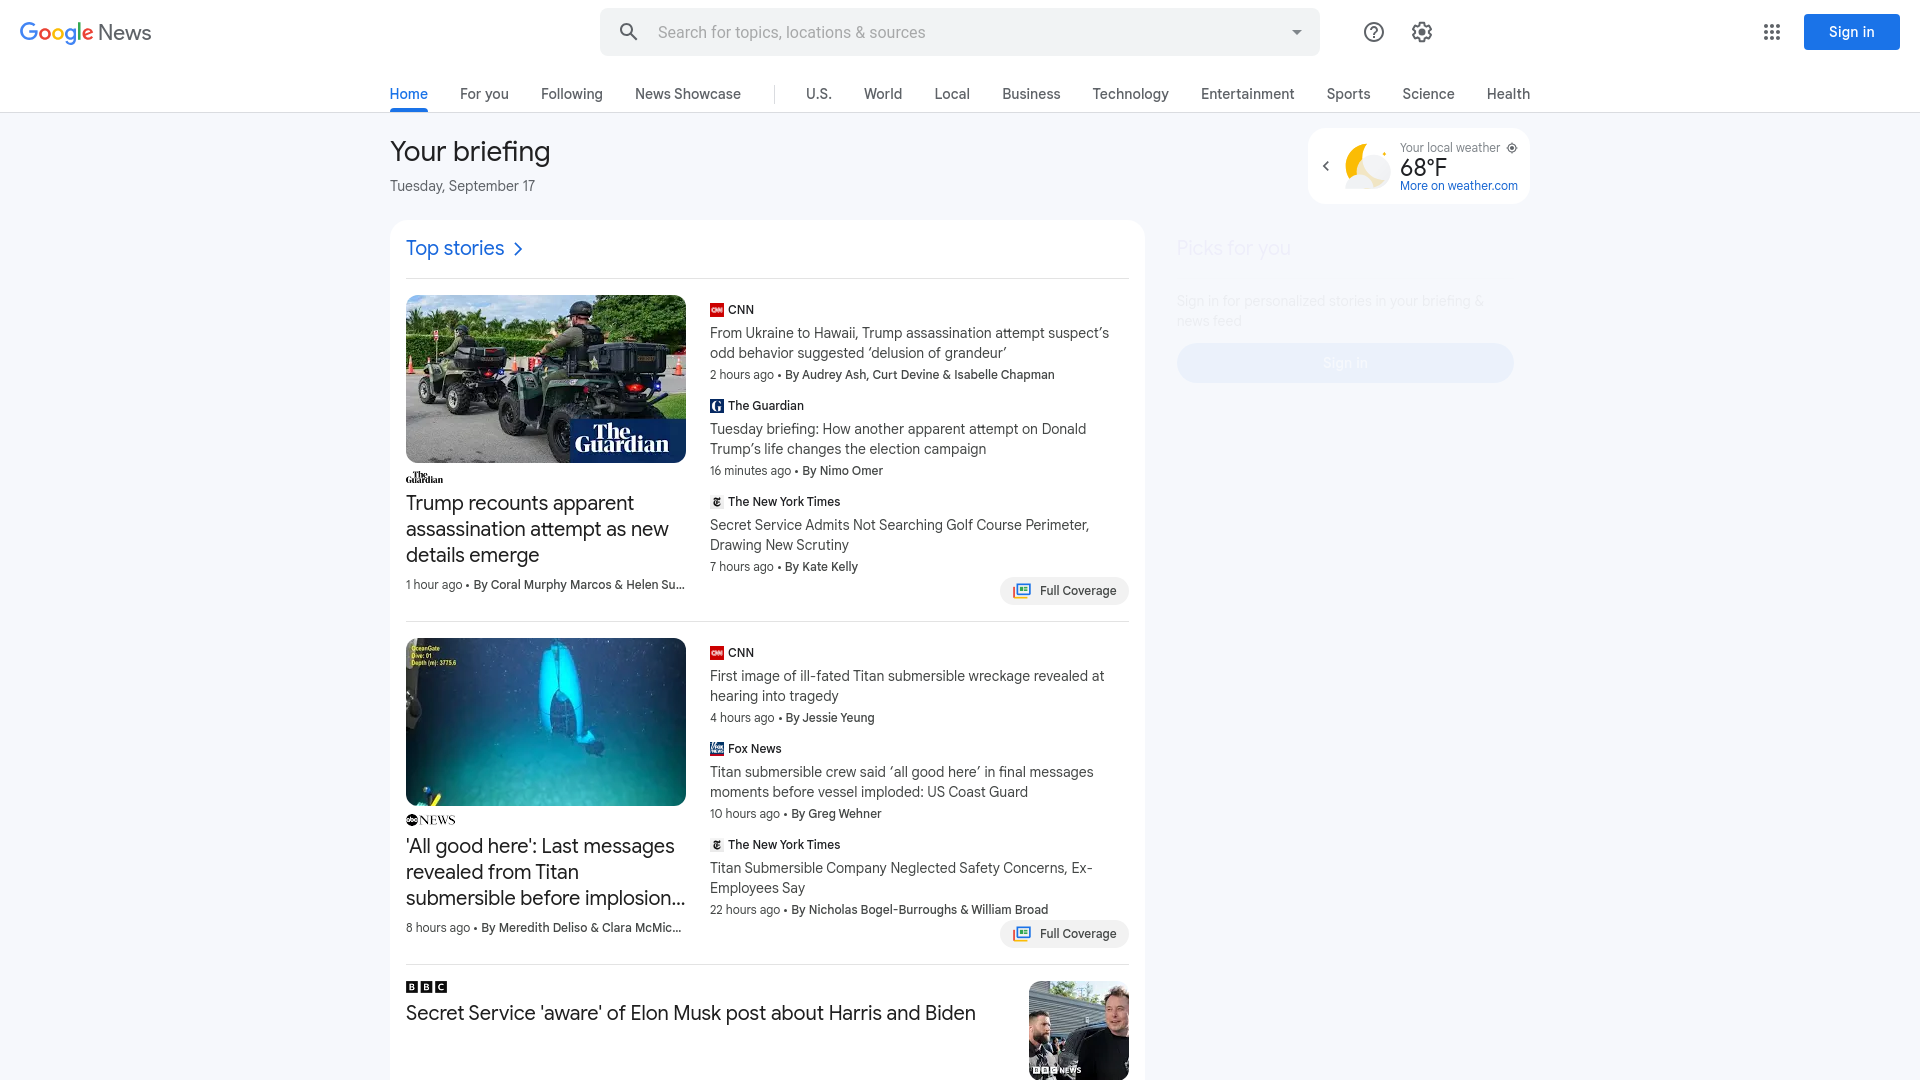 Google News
Search for topics, locations & sources
Sign in
Home
For you
Following
News Showcase
U.S.
World
Local
Business
Technology
Entertainment
Sports
Science
Health
Your briefing
Tuesday, September 17
Your local weather
68°F
More on weather.com
Top stories
Picks for you
Sign in for personalized stories in your briefing &
news feed
Sign in
The
Guardian
The
Guardian
Trump recounts apparent
assassination attempt as new
details emerge
1 hour ago • By Coral Murphy Marcos & Helen Su...
CNN
From Ukraine to Hawaii, Trump assassination attempt suspect’s
odd behavior suggested ‘delusion of grandeur’
2 hours ago • By Audrey Ash, Curt Devine & Isabelle Chapman
The Guardian
Tuesday briefing: How another apparent attempt on Donald
Trump’s life changes the election campaign
16 minutes ago • By Nimo Omer
The New York Times
Secret Service Admits Not Searching Golf Course Perimeter,
Drawing New Scrutiny
7 hours ago • By Kate Kelly
Full Coverage
OceanGate
Dive: 01
Depth (m): 3775.6
abc NEWS
'All good here': Last messages
revealed from Titan
submersible before implosion...
8 hours ago • By Meredith Deliso & Clara McMic...
CNN
First image of ill-fated Titan submersible wreckage revealed at
hearing into tragedy
4 hours ago • By Jessie Yeung
Fox News
Titan submersible crew said ‘all good here’ in final messages
moments before vessel imploded: US Coast Guard
10 hours ago • By Greg Wehner
The New York Times
Titan Submersible Company Neglected Safety Concerns, Ex-
Employees Say
22 hours ago • By Nicholas Bogel-Burroughs & William Broad
Full Coverage
BBC
Secret Service 'aware' of Elon Musk post about Harris and Biden
BBC NEWS